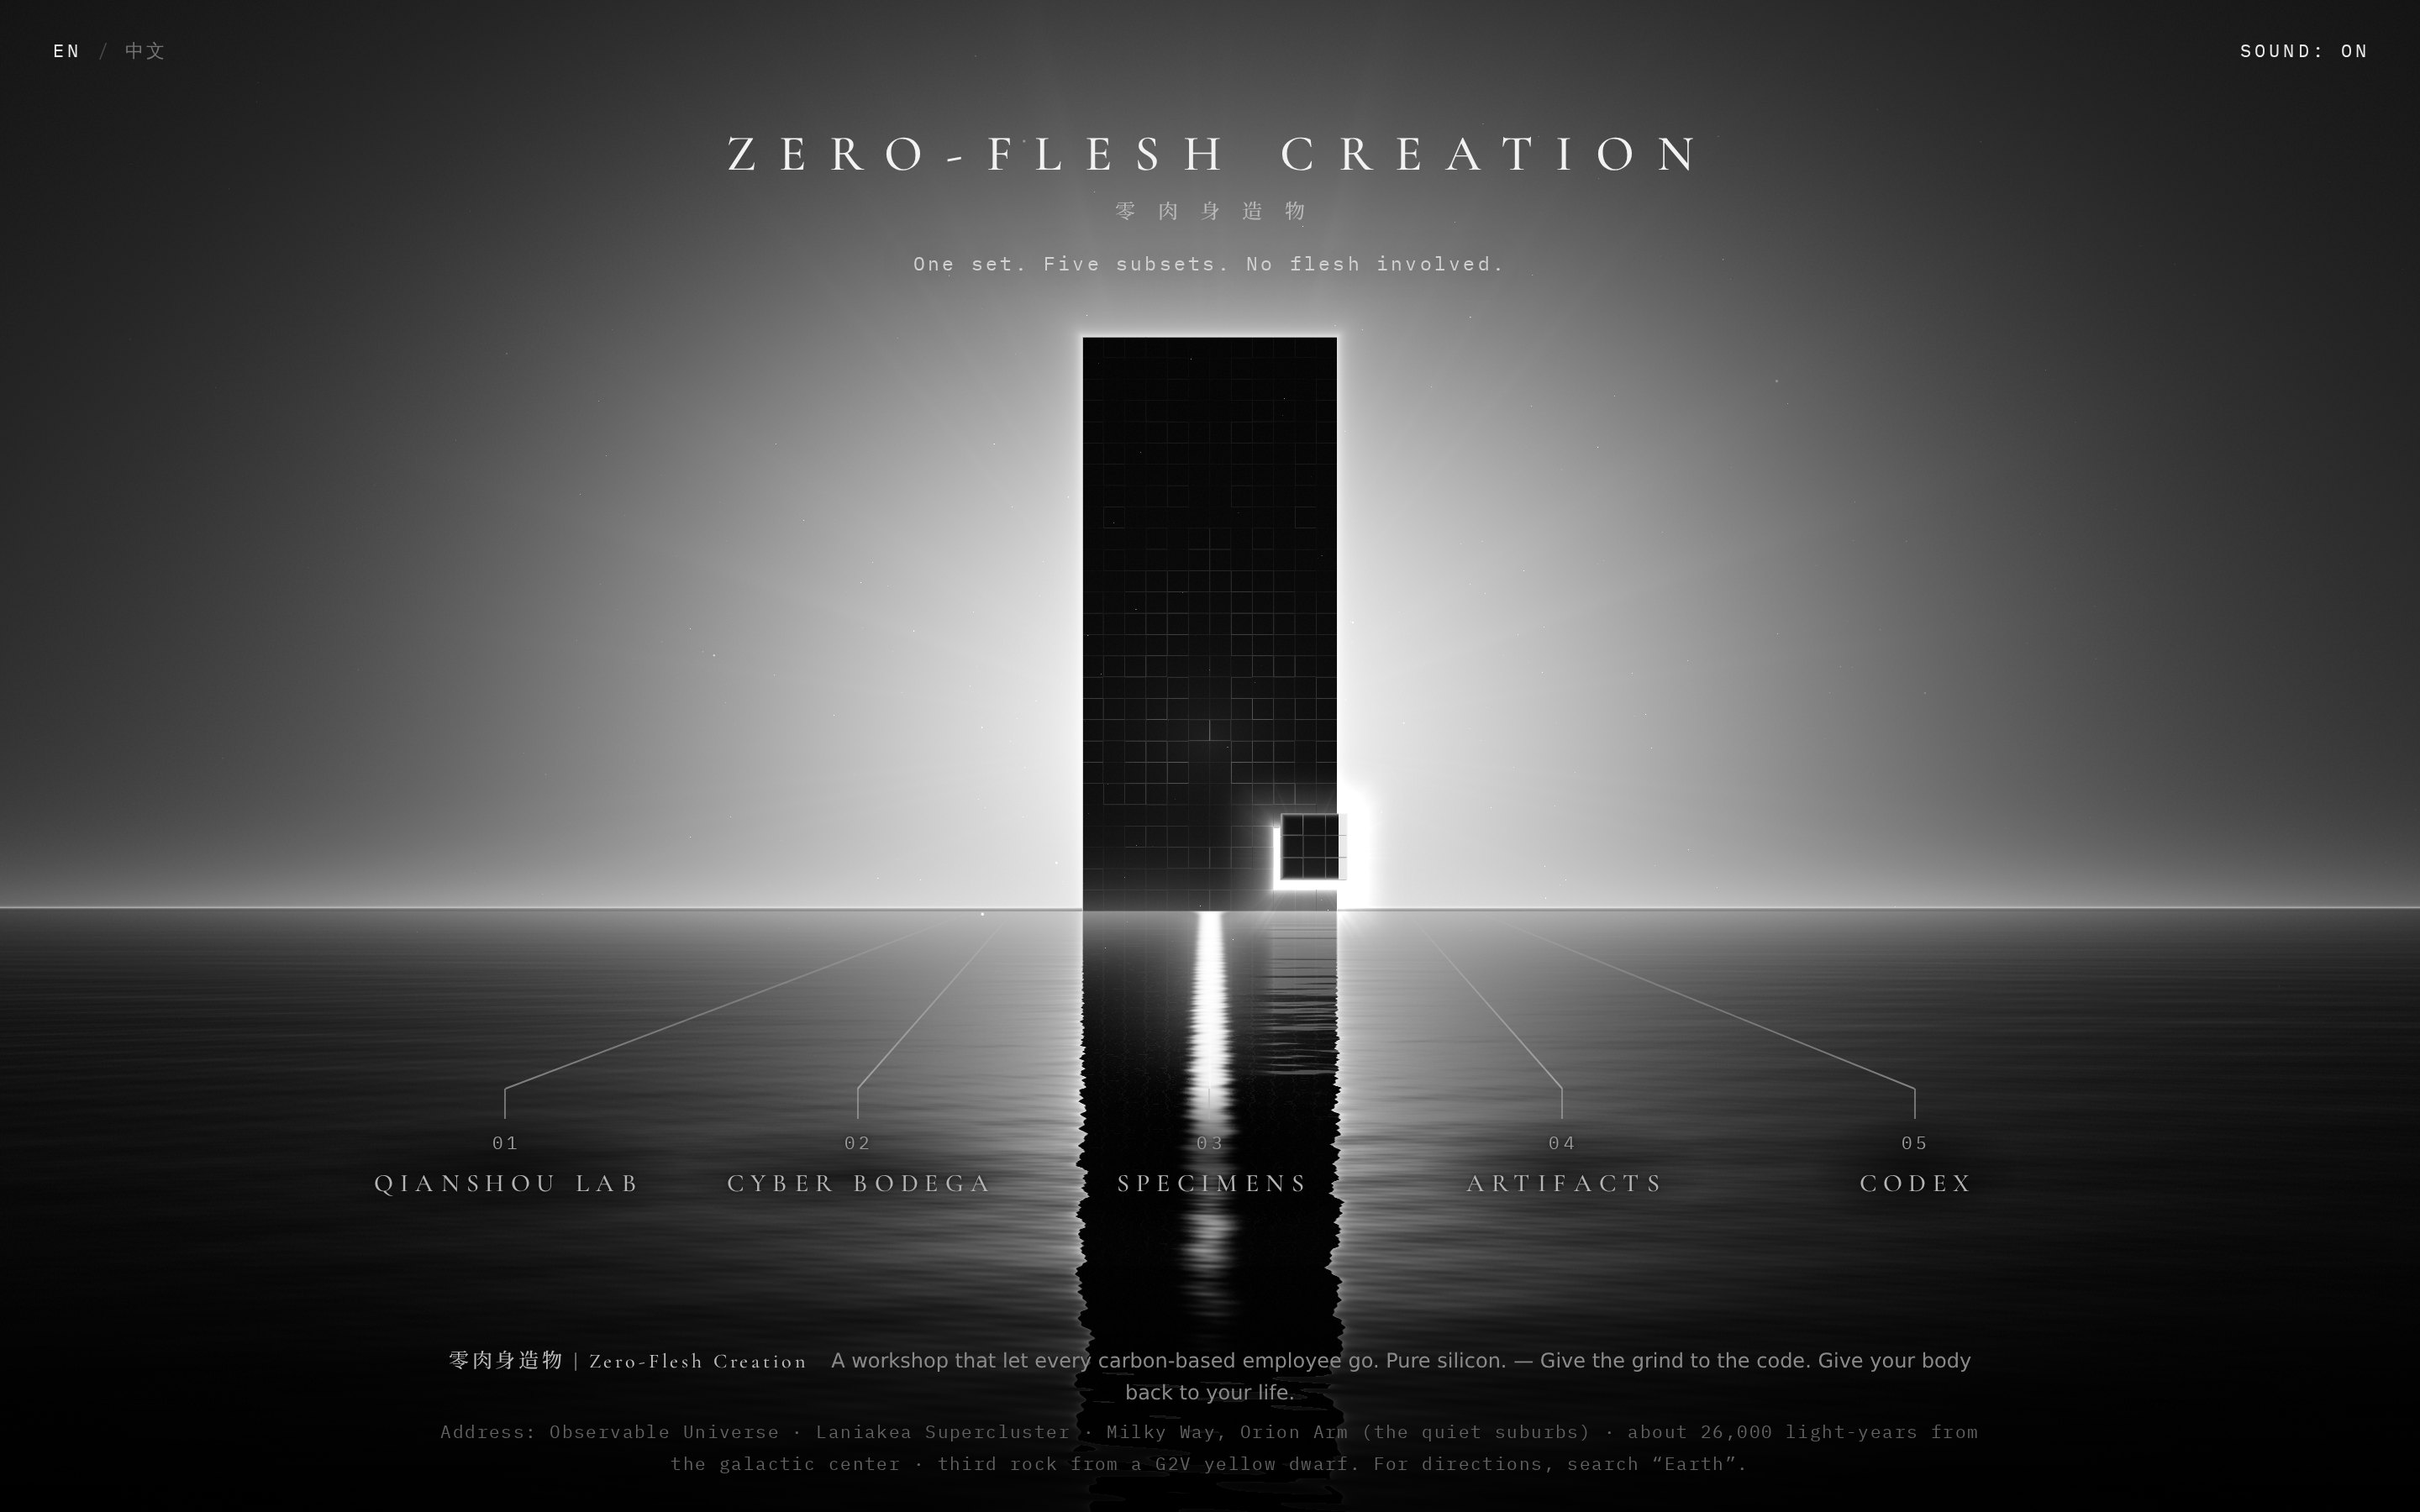 EN / 中文
SOUND: ON
ZERO-FLESH CREATION
零肉身造物
One set. Five subsets. No flesh involved.
01
QIANSHOU LAB
02
CYBER BODEGA
03
SPECIMENS
04
ARTIFACTS
05
CODEX
零肉身造物 | Zero-Flesh Creation A workshop that let every carbon-based employee go. Pure silicon. — Give the grind to the code. Give your body
back to your life.
Address: Observable Universe · Laniakea Supercluster · Milky Way, Orion Arm (the quiet suburbs) · about 26,000 light-years from
the galactic center · third rock from a G2V yellow dwarf. For directions, search “Earth”.